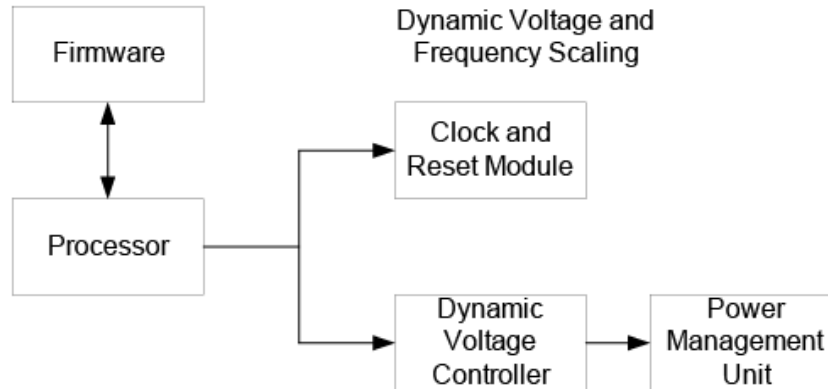 Firmware
Dynamic Voltage and
Frequency Scaling
Clock and
Reset Module
Processor
Dynamic
Voltage
Controller
Power
Management
Unit